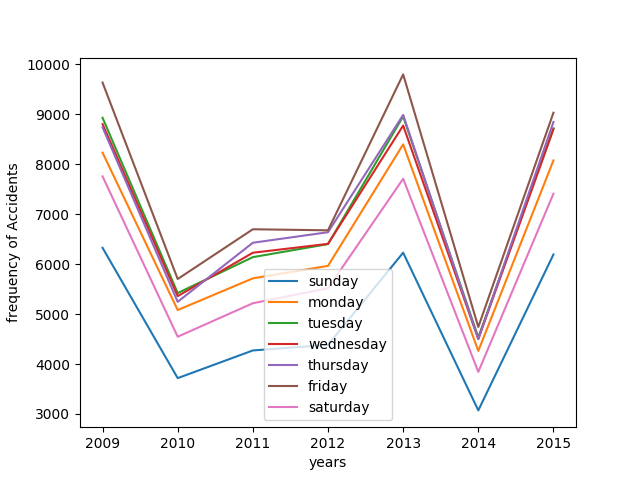 10000
9000
8000
7000
6000
5000
4000
3000
frequency of Accidents
sunday
monday
tuesday
wednesday
thursday
friday
saturday
2009 2010 2011 2012 2013 2014 2015
years